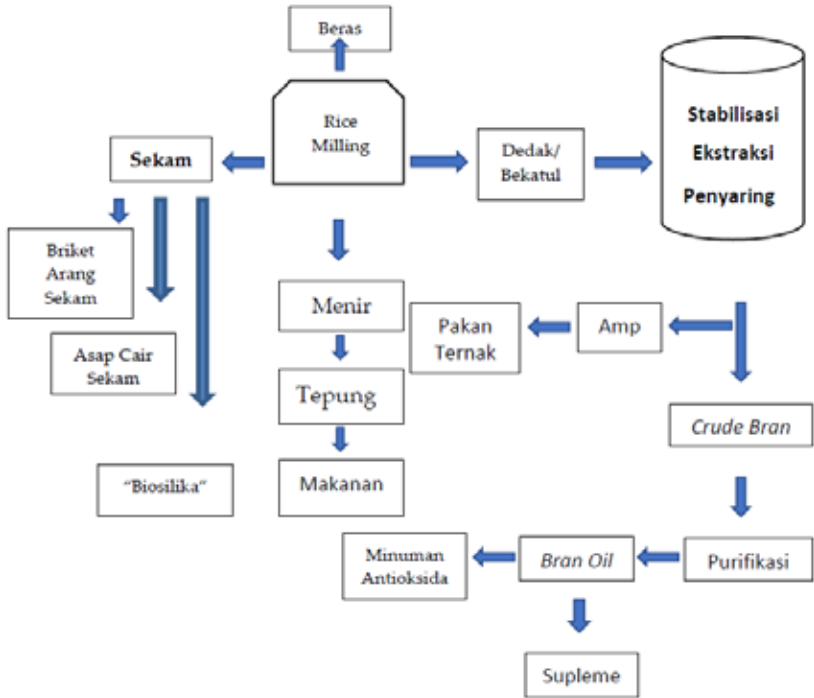 Beras
Rice
Milling
Sekam
Dedak/
Bekatul
Stabilisasi
Ekstraksi
Penyaring
Briket
Arang
Sekam
Asap Cair
Sekam
"Biosilika"
Menir
Tepung
Makanan
Pakan
Ternak
Amp
Crude Bran
Purifikasi
Bran Oil
Minuman
Antioksida
Supleme